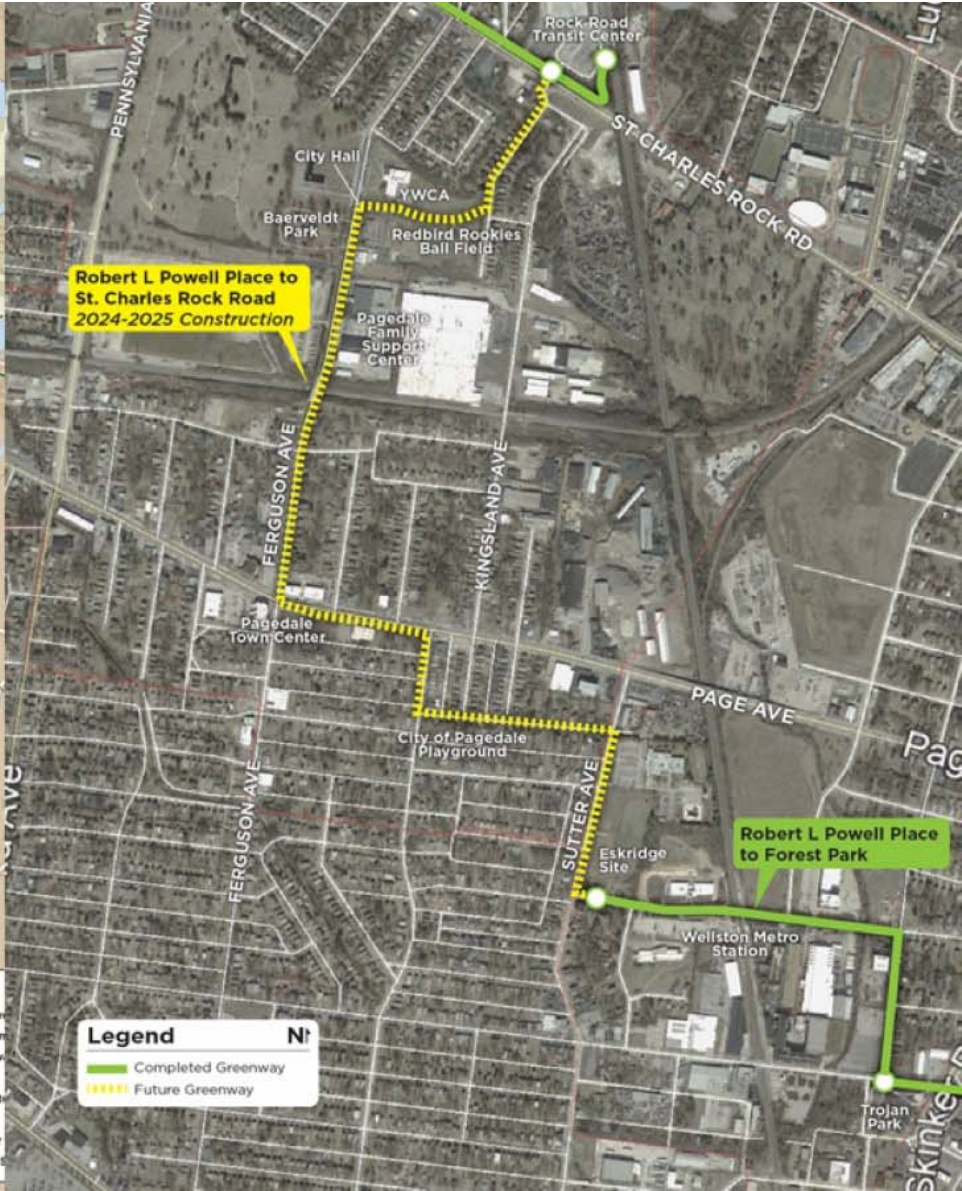 Rock Road
Transit Center
PENNSYLVANIA
ST CHARLES ROCK RD
City Hall
YWCA
Baerveldt
Park
Redbird Rookies
Ball Field
Robert L Powell Place to
St. Charles Rock Road
2024-2025 Construction
Pagedale
Family
Support
Center
FERGUSON AVE
KINGSLAND AVE
Pagedale
Town Center
PAGE AVE
City of Pagedale
Playground
Pag
FERGUSON AVE
SUTTER AVE
Eskridge
Site
Robert L Powell Place
to Forest Park
Wellston Metro
Station
Legend
N
Completed Greenway
Future Greenway
Trojan
Park
Skinker